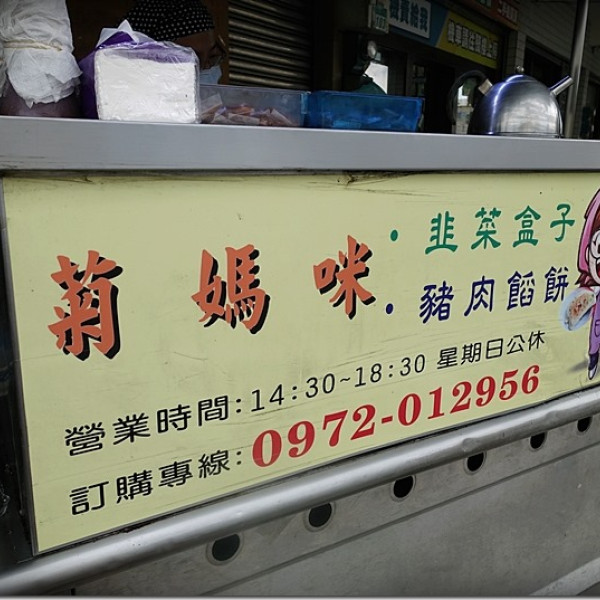 菊媽咪
・韭菜盒子
・豬肉餡餅
營業時間:14:30~18:30 星期日公休
訂購專線:0972-012956